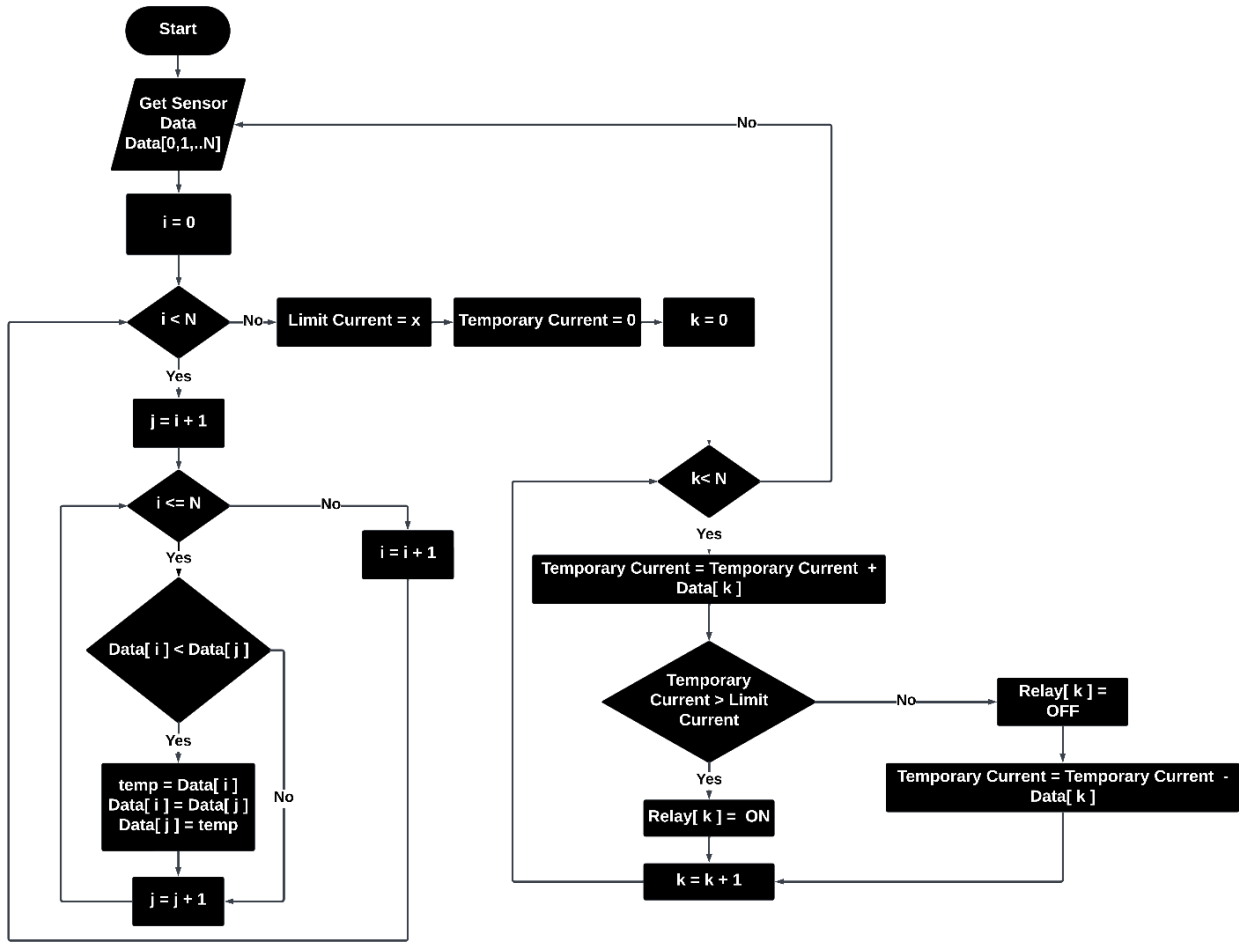 Start
Get Sensor
Data
Data[0,1,..N]
No
i = 0
i < N
No
Limit Current = x
Temporary Current = 0
k = 0
Yes
j = i + 1
i <= N
No
i = i + 1
Yes
Data[ i ] < Data[ j ]
Yes
temp = Data[ i ]
Data[ i ] = Data[ j ]
Data[ j ] = temp
No
j = j + 1
k< N
Yes
Temporary Current = Temporary Current +
Data[ k ]
Temporary
Current > Limit
Current
No
Relay[ k ] =
OFF
Temporary Current = Temporary Current -
Data[ k ]
Yes
Relay[ k ] = ON
k = k + 1